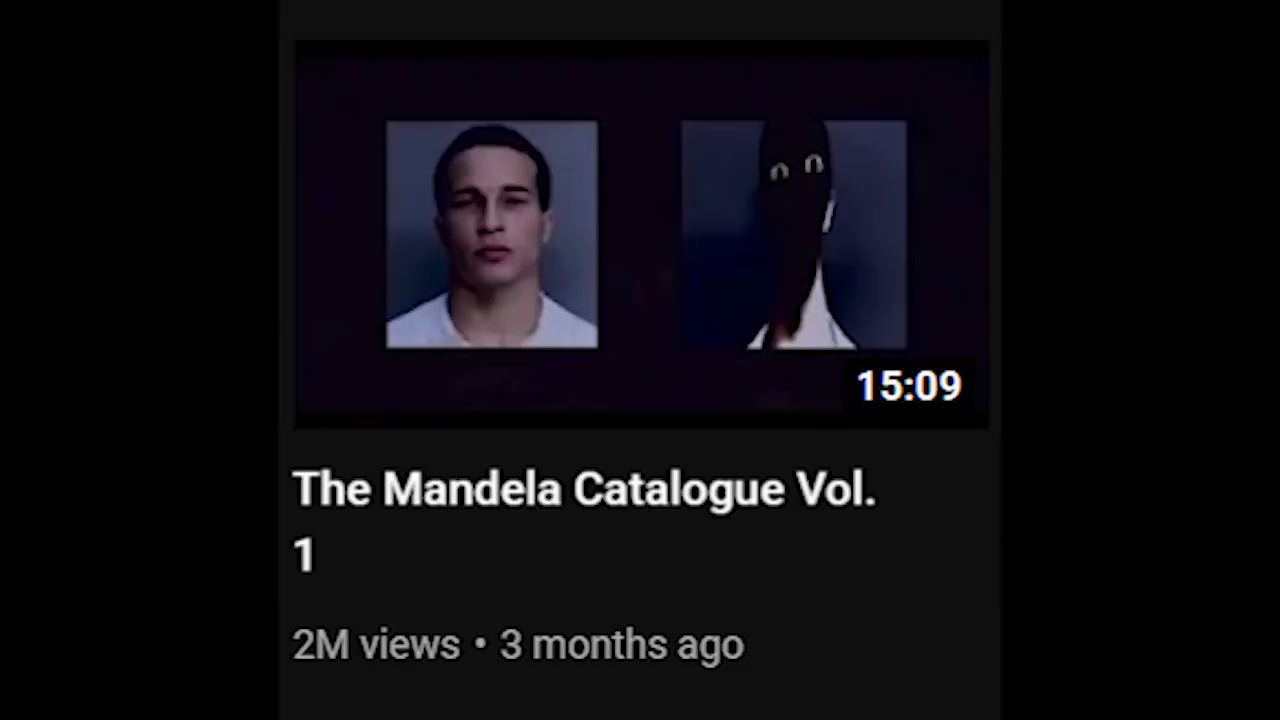 15:09
The Mandela Catalogue Vol.
1
2M views • 3 months ago